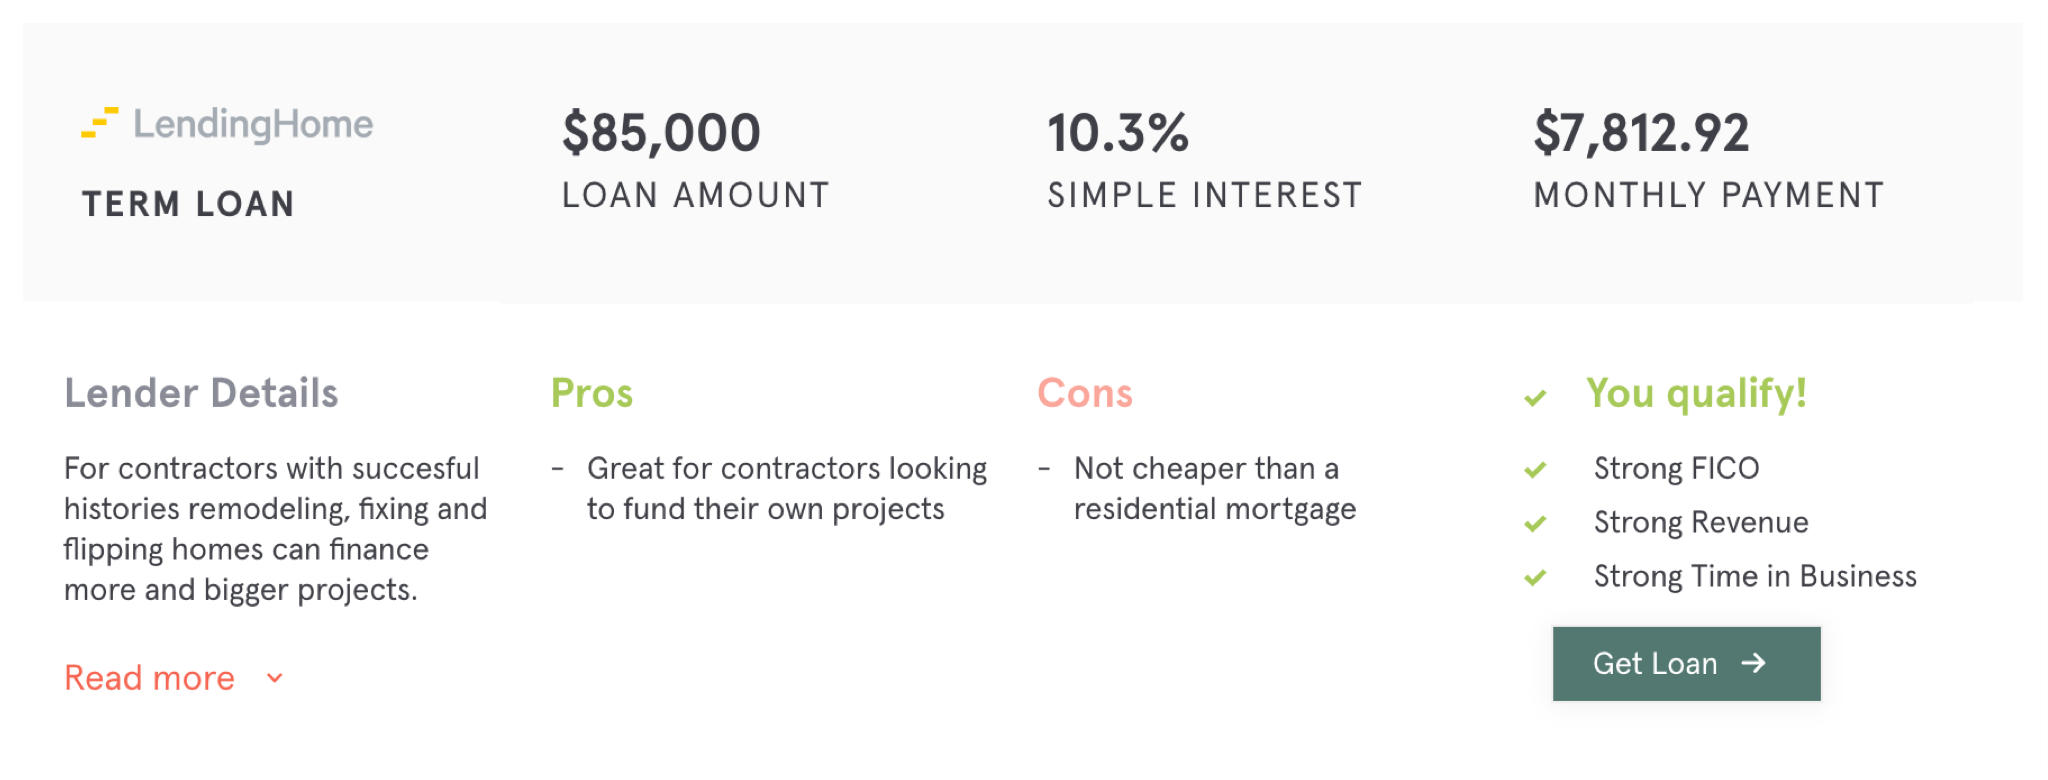 LendingHome
TERM LOAN
$85,000
LOAN AMOUNT
10.3%
SIMPLE INTEREST
$7,812.92
MONTHLY PAYMENT
Lender Details
For contractors with succesful
histories remodeling, fixing and
flipping homes can finance
more and bigger projects.
Read more
Pros
- Great for contractors looking
to fund their own projects
Cons
- Not cheaper than a
residential mortgage
You qualify!
Strong FICO
Strong Revenue
Strong Time in Business
Get Loan →